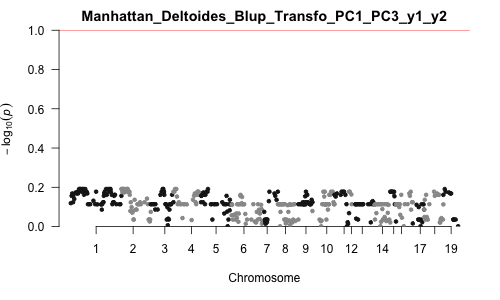 Manhattan_Deltoides_Blup_Transfo_PC1_PC3_y1_y2
− log10(p)
1.0
0.8
0.6
0.4
0.2
0.0
1 2 3 4 5 6 7 8 9 10 12 14 17 19
Chromosome